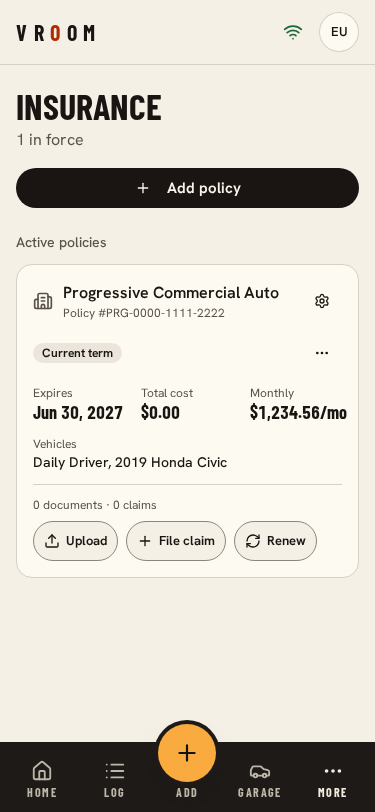 VROOM
EU
INSURANCE
1 in force
+ Add policy
Active policies
Progressive Commercial Auto
Policy #PRG-0000-1111-2222
Current term
Expires Total cost Monthly
Jun 30, 2027 $0.00 $1,234.56/mo
Vehicles
Daily Driver, 2019 Honda Civic
0 documents · 0 claims
Upload + File claim Renew
HOME LOG ADD GARAGE MORE